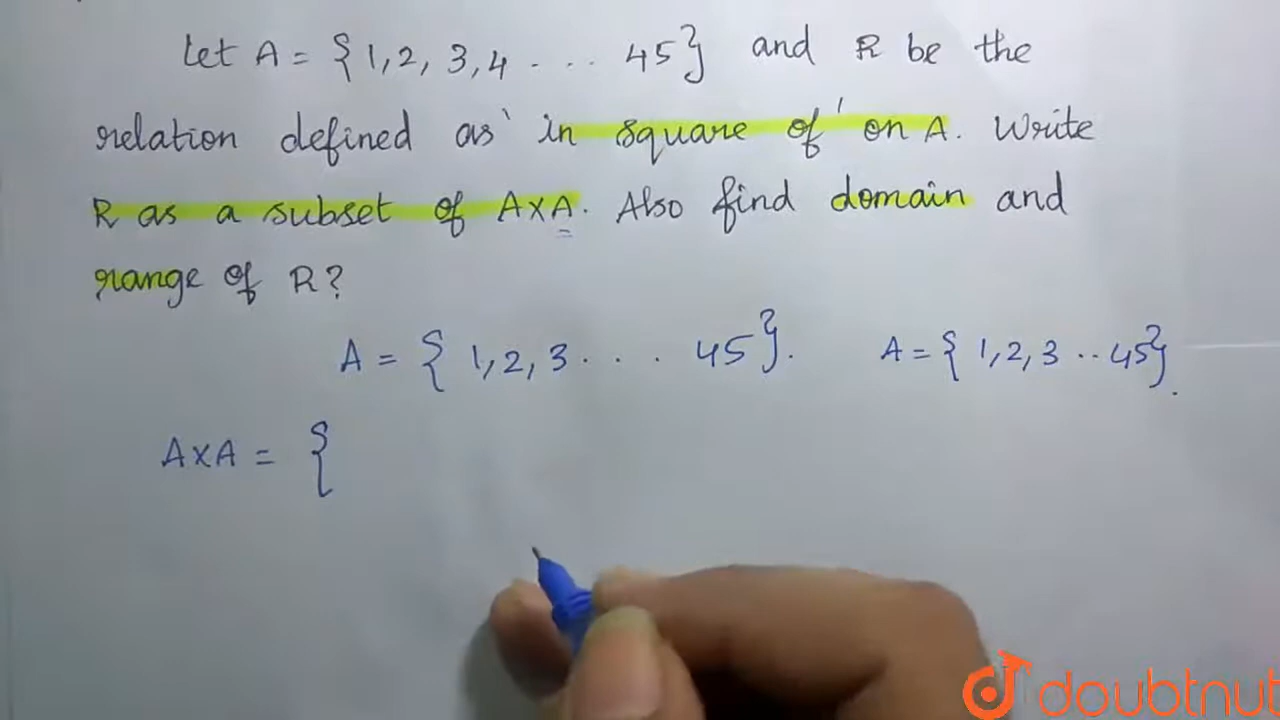 Let A = { 1, 2, 3, 4 . . . 45} and R be the
relation defined as ' in square of ' on A. Write
R as a subset of A×A. Also find domain and
range of R?
A = { 1, 2, 3 . . . 45}. A = { 1, 2, 3 .. 45}.
A×A = {
doubtnut